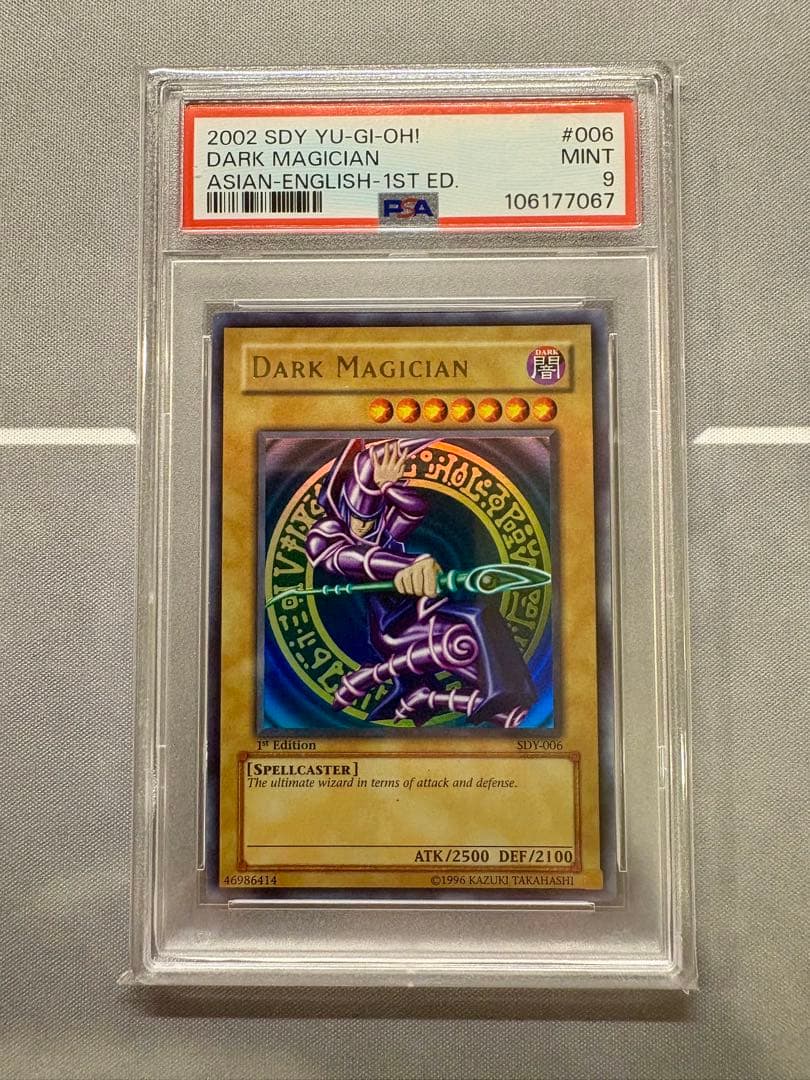 2002 SDY YU-GI-OH! #006
DARK MAGICIAN MINT
ASIAN-ENGLISH-1ST ED. 9
PSA 106177067
DARK MAGICIAN
DARK
闇
1st Edition SDY-006
[SPELLCASTER]
The ultimate wizard in terms of attack and defense.
ATK/2500 DEF/2100
46986414 ©1996 KAZUKI TAKAHASHI